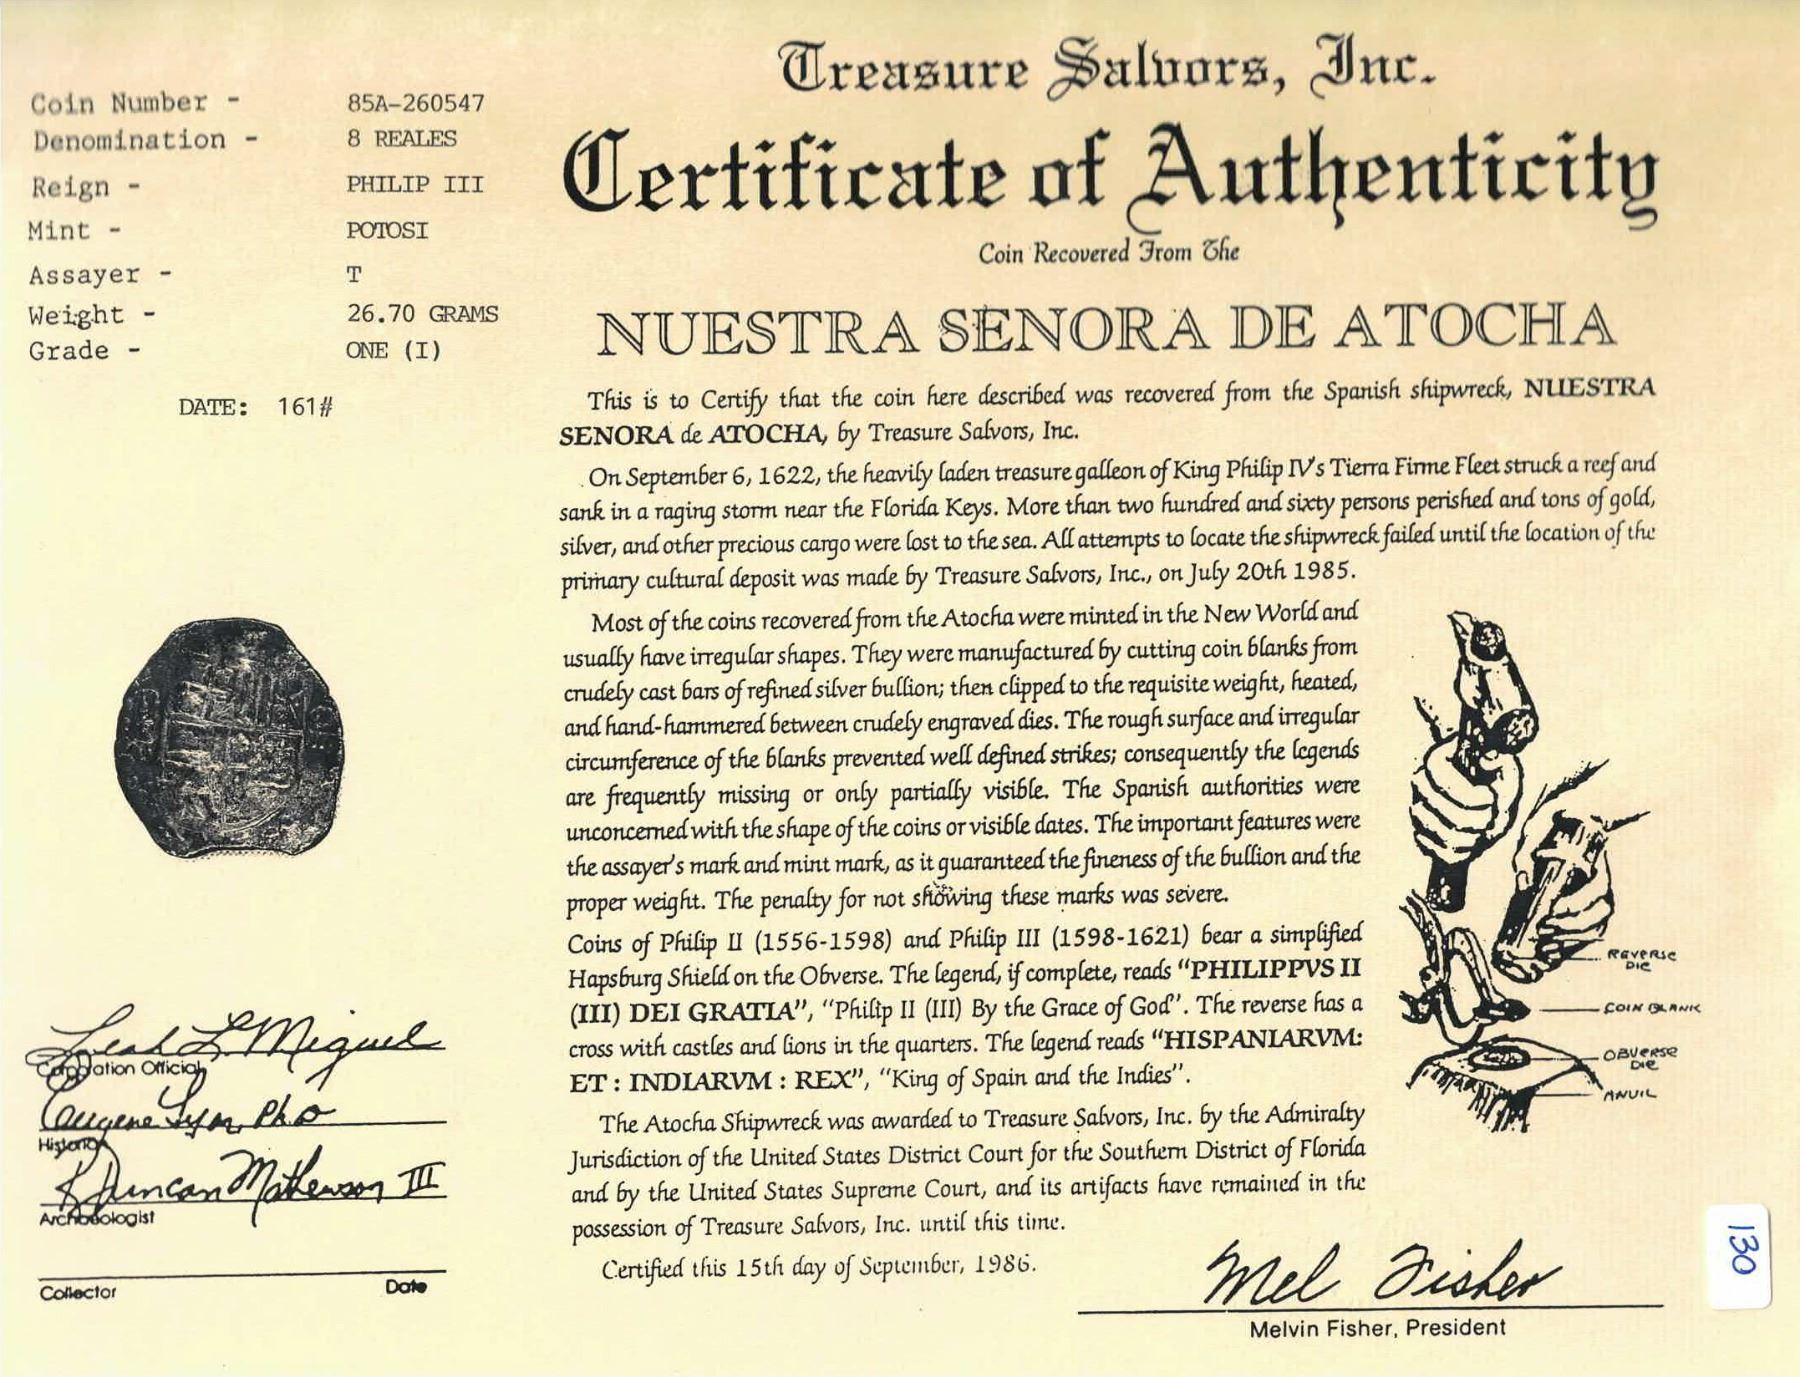 Coin Number - 85A-260547
Denomination - 8 REALES
Reign - PHILIP III
Mint - POTOSI
Assayer - T
Weight - 26.70 GRAMS
Grade - ONE (I)
DATE: 161#
Treasure Salvors, Inc.
Certificate of Authenticity
Coin Recovered From The
NUESTRA SENORA DE ATOCHA
This is to Certify that the coin here described was recovered from the Spanish shipwreck, NUESTRA
SENORA de ATOCHA, by Treasure Salvors, Inc.
On September 6, 1622, the heavily laden treasure galleon of King Philip IV's Tierra Firme Fleet struck a reef and
sank in a raging storm near the Florida Keys. More than two hundred and sixty persons perished and tons of gold,
silver, and other precious cargo were lost to the sea. All attempts to locate the shipwreck failed until the location of the
primary cultural deposit was made by Treasure Salvors, Inc., on July 20th 1985.
Most of the coins recovered from the Atocha were minted in the New World and
usually have irregular shapes. They were manufactured by cutting coin blanks from
crudely cast bars of refined silver bullion; then clipped to the requisite weight, heated,
and hand-hammered between crudely engraved dies. The rough surface and irregular
circumference of the blanks prevented well defined strikes; consequently the legends
are frequently missing or only partially visible. The Spanish authorities were
unconcerned with the shape of the coins or visible dates. The important features were
the assayer's mark and mint mark, as it guaranteed the fineness of the bullion and the
proper weight. The penalty for not showing these marks was severe.
Coins of Philip II (1556-1598) and Philip III (1598-1621) bear a simplified
Hapsburg Shield on the Obverse. The legend, if complete, reads "PHILIPPVS II
(III) DEI GRATIA", "Philip II (III) By the Grace of God". The reverse has a
cross with castles and lions in the quarters. The legend reads "HISPANIARVM:
ET : INDIARVM : REX", "King of Spain and the Indies".
The Atocha Shipwreck was awarded to Treasure Salvors, Inc. by the Admiralty
Jurisdiction of the United States District Court for the Southern District of Florida
and by the United States Supreme Court, and its artifacts have remained in the
possession of Treasure Salvors, Inc. until this time.
Certified this 15th day of September, 1986.
REVERSE
DIE
COIN BLANK
OBVERSE
DIE
ANVIL
Leah L. Miguel
Corporation Official
Eugene Lyon, PhD
Historian
R Duncan Mathewson III
Archaeologist
Collector Date
Mel Fisher
Melvin Fisher, President
130